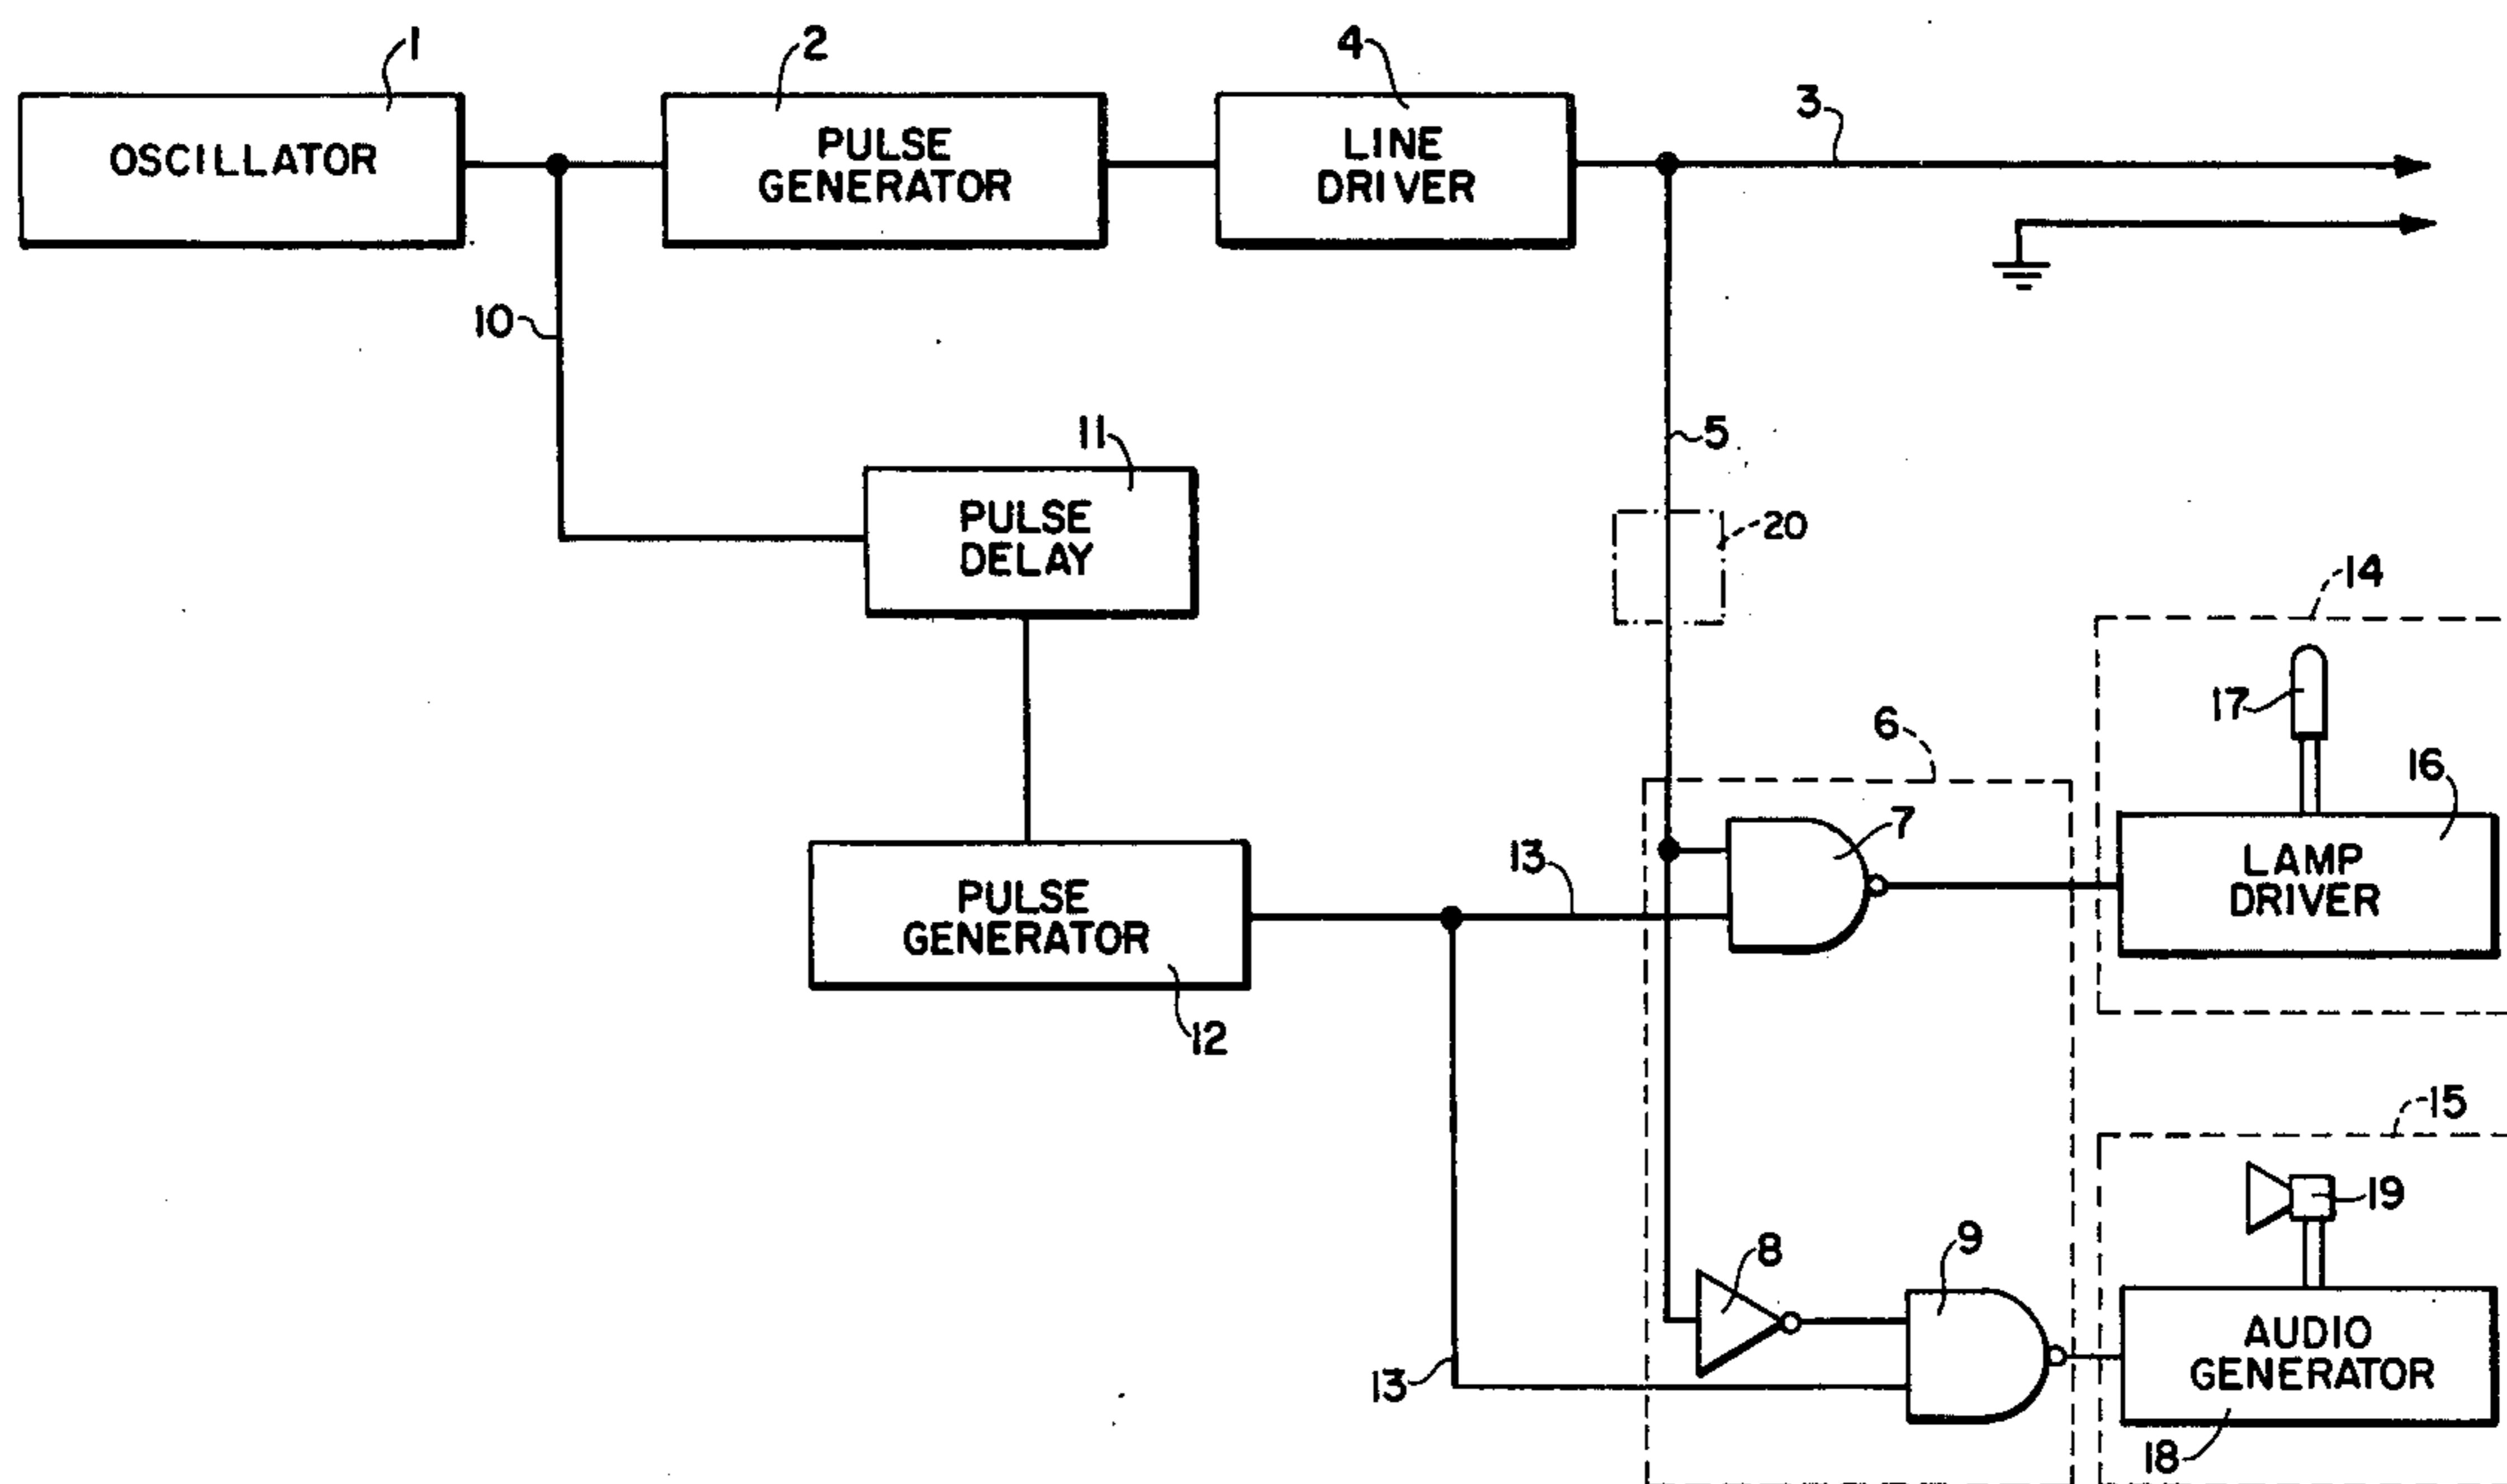 1
2
4
3
OSCILLATOR
PULSE
GENERATOR
LINE
DRIVER
10
11
5
PULSE
DELAY
20
14
17
6
16
7
13
LAMP
DRIVER
PULSE
GENERATOR
12
15
19
8
9
13
AUDIO
GENERATOR
18